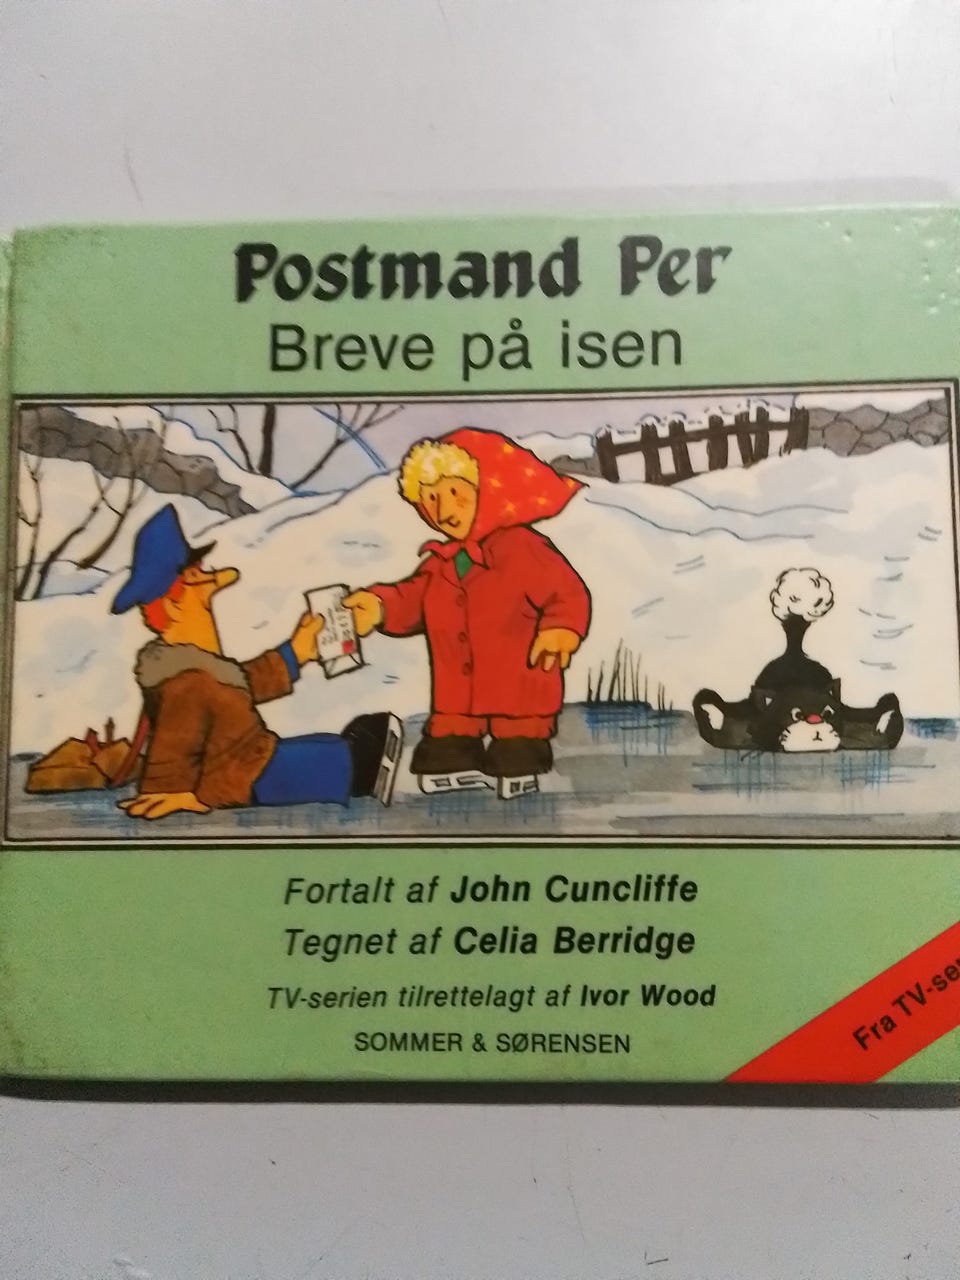 Postmand Per
Breve på isen
Fortalt af John Cuncliffe
Tegnet af Celia Berridge
TV-serien tilrettelagt af Ivor Wood
SOMMER & SØRENSEN
Fra